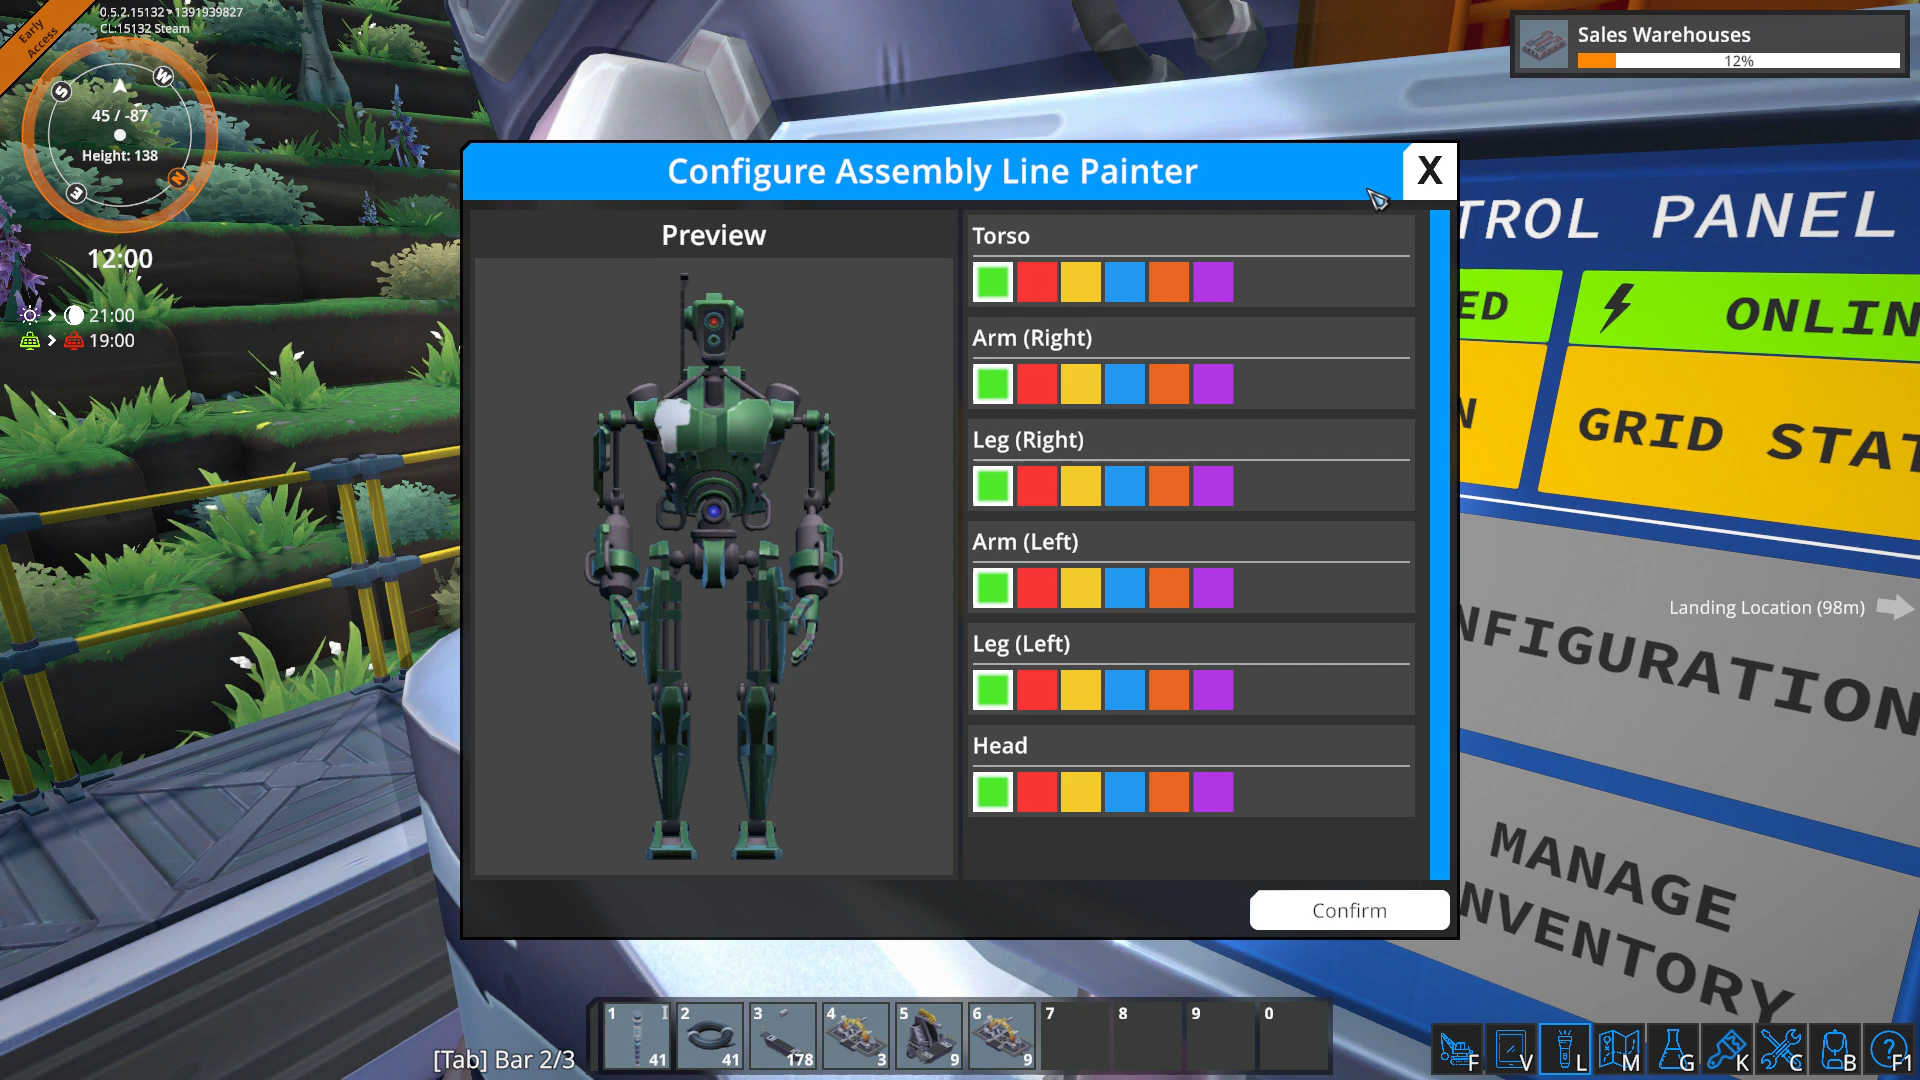 Early
Access
0.5.2.15132 - 1391939827
CL:15132 Steam
S
W
45 / -87
Height: 138
E
N
12:00
21:00
19:00
Sales Warehouses
12%
Configure Assembly Line Painter
X
Preview
Torso
Arm (Right)
Leg (Right)
Arm (Left)
Leg (Left)
Head
Confirm
TROL PANEL
ED
ONLIN
N
GRID STAT
NFIGURATION
Landing Location (98m)
MANAGE
NVENTORY
[Tab] Bar 2/3
1 I 41
2 41
3 178
4 3
5 9
6 9
7
8
9
0
F
V
L
M
G
K
C
B
? F1